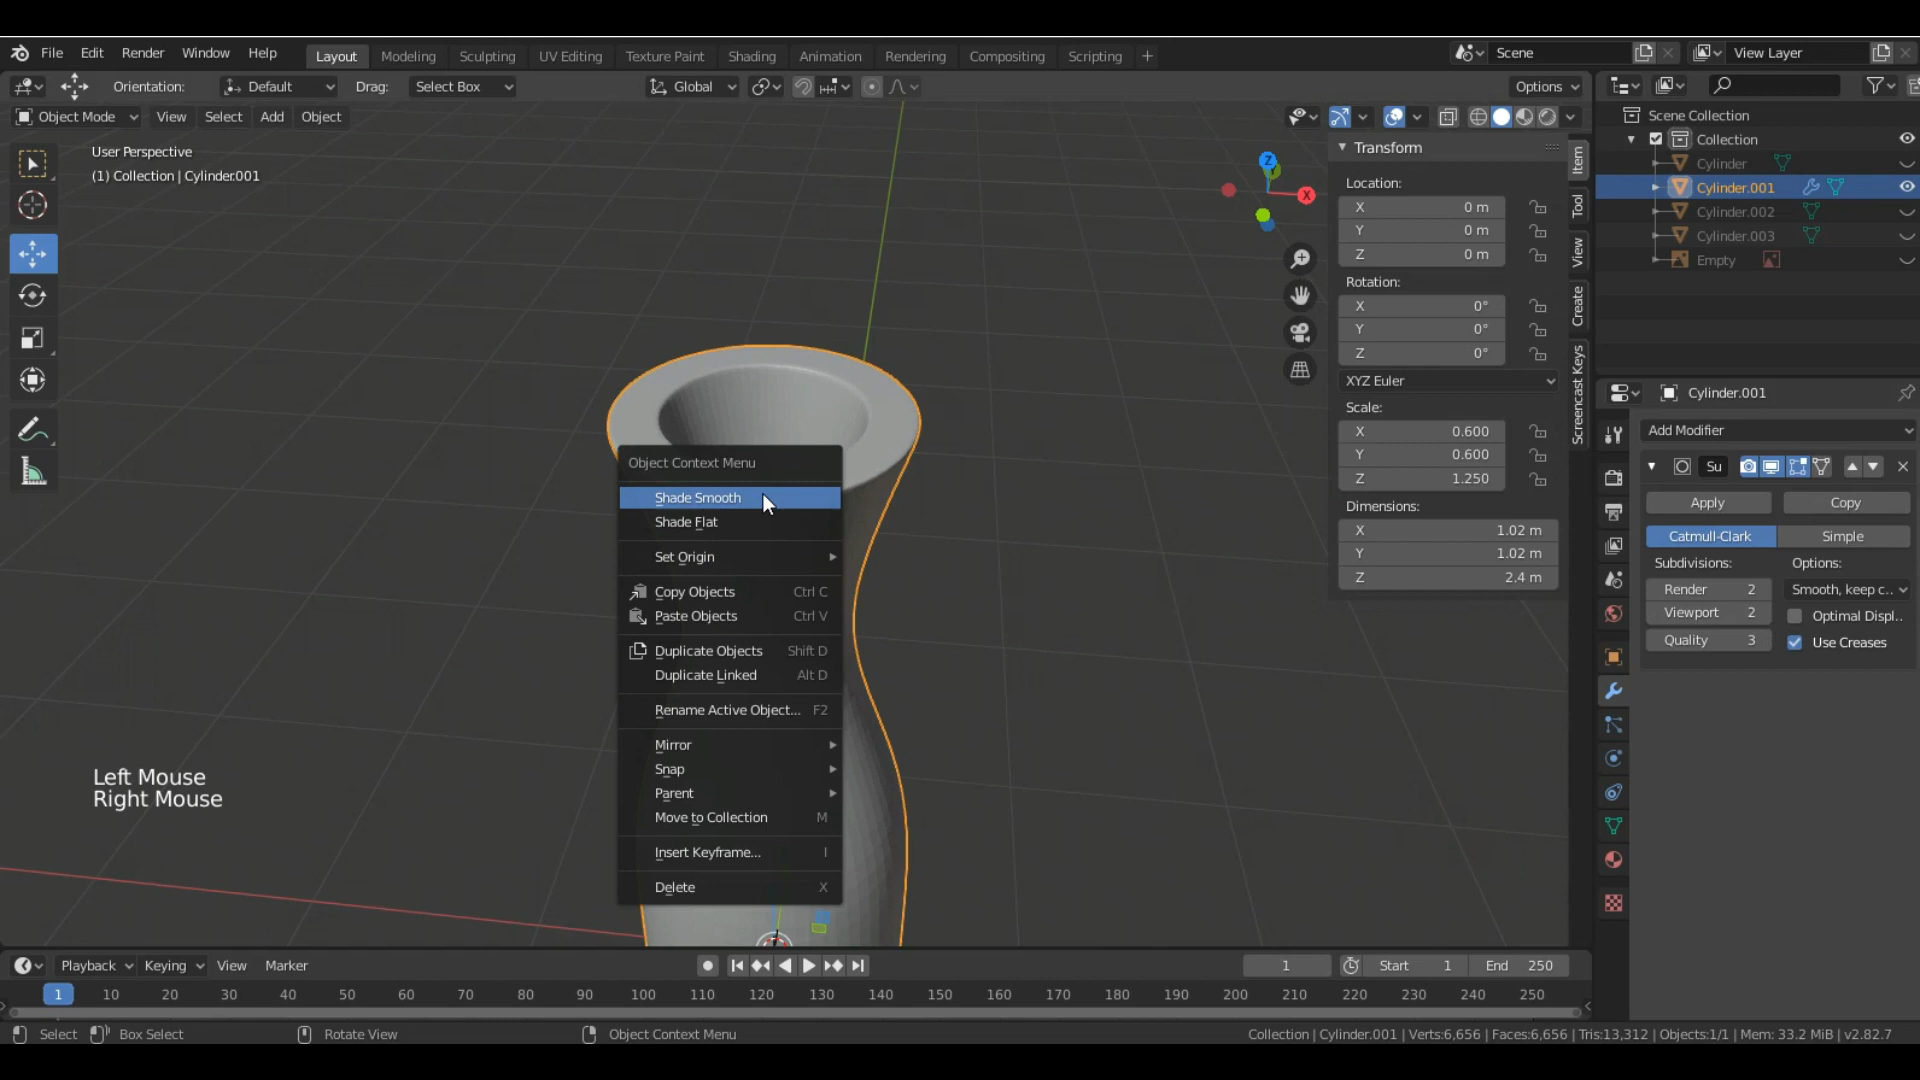 File Edit Render Window Help Layout Modeling Sculpting UV Editing Texture Paint Shading Animation Rendering Compositing Scripting + Scene View Layer
Orientation: Default Drag: Select Box Global Options
Object Mode View Select Add Object
User Perspective
(1) Collection | Cylinder.001
Z
X
Left Mouse
Right Mouse
Object Context Menu
Shade Smooth
Shade Flat
Set Origin
Copy Objects Ctrl C
Paste Objects Ctrl V
Duplicate Objects Shift D
Duplicate Linked Alt D
Rename Active Object... F2
Mirror
Snap
Parent
Move to Collection M
Insert Keyframe... I
Delete X
Transform
Location:
X 0 m
Y 0 m
Z 0 m
Rotation:
X 0°
Y 0°
Z 0°
XYZ Euler
Scale:
X 0.600
Y 0.600
Z 1.250
Dimensions:
X 1.02 m
Y 1.02 m
Z 2.4 m
Item
Tool
View
Create
Screencast Keys
Scene Collection
Collection
Cylinder
Cylinder.001
Cylinder.002
Cylinder.003
Empty
Cylinder.001
Add Modifier
Su
Apply Copy
Catmull-Clark Simple
Subdivisions: Options:
Render 2 Smooth, keep c..
Viewport 2 Optimal Displ..
Quality 3 Use Creases
Playback Keying View Marker 1 Start 1 End 250
1 10 20 30 40 50 60 70 80 90 100 110 120 130 140 150 160 170 180 190 200 210 220 230 240 250
Select Box Select Rotate View Object Context Menu Collection | Cylinder.001 | Verts:6,656 | Faces:6,656 | Tris:13,312 | Objects:1/1 | Mem: 33.2 MiB | v2.82.7